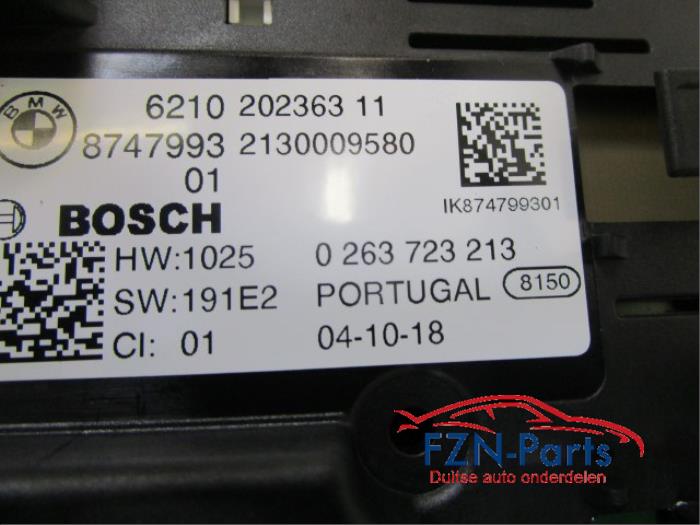 BMW
6210 202363 11
8747993 2130009580
01
IK874799301
BOSCH
HW:1025 0 263 723 213
SW:191E2 PORTUGAL 8150
CI: 01 04-10-18
FZN-Parts
Duitse auto onderdelen